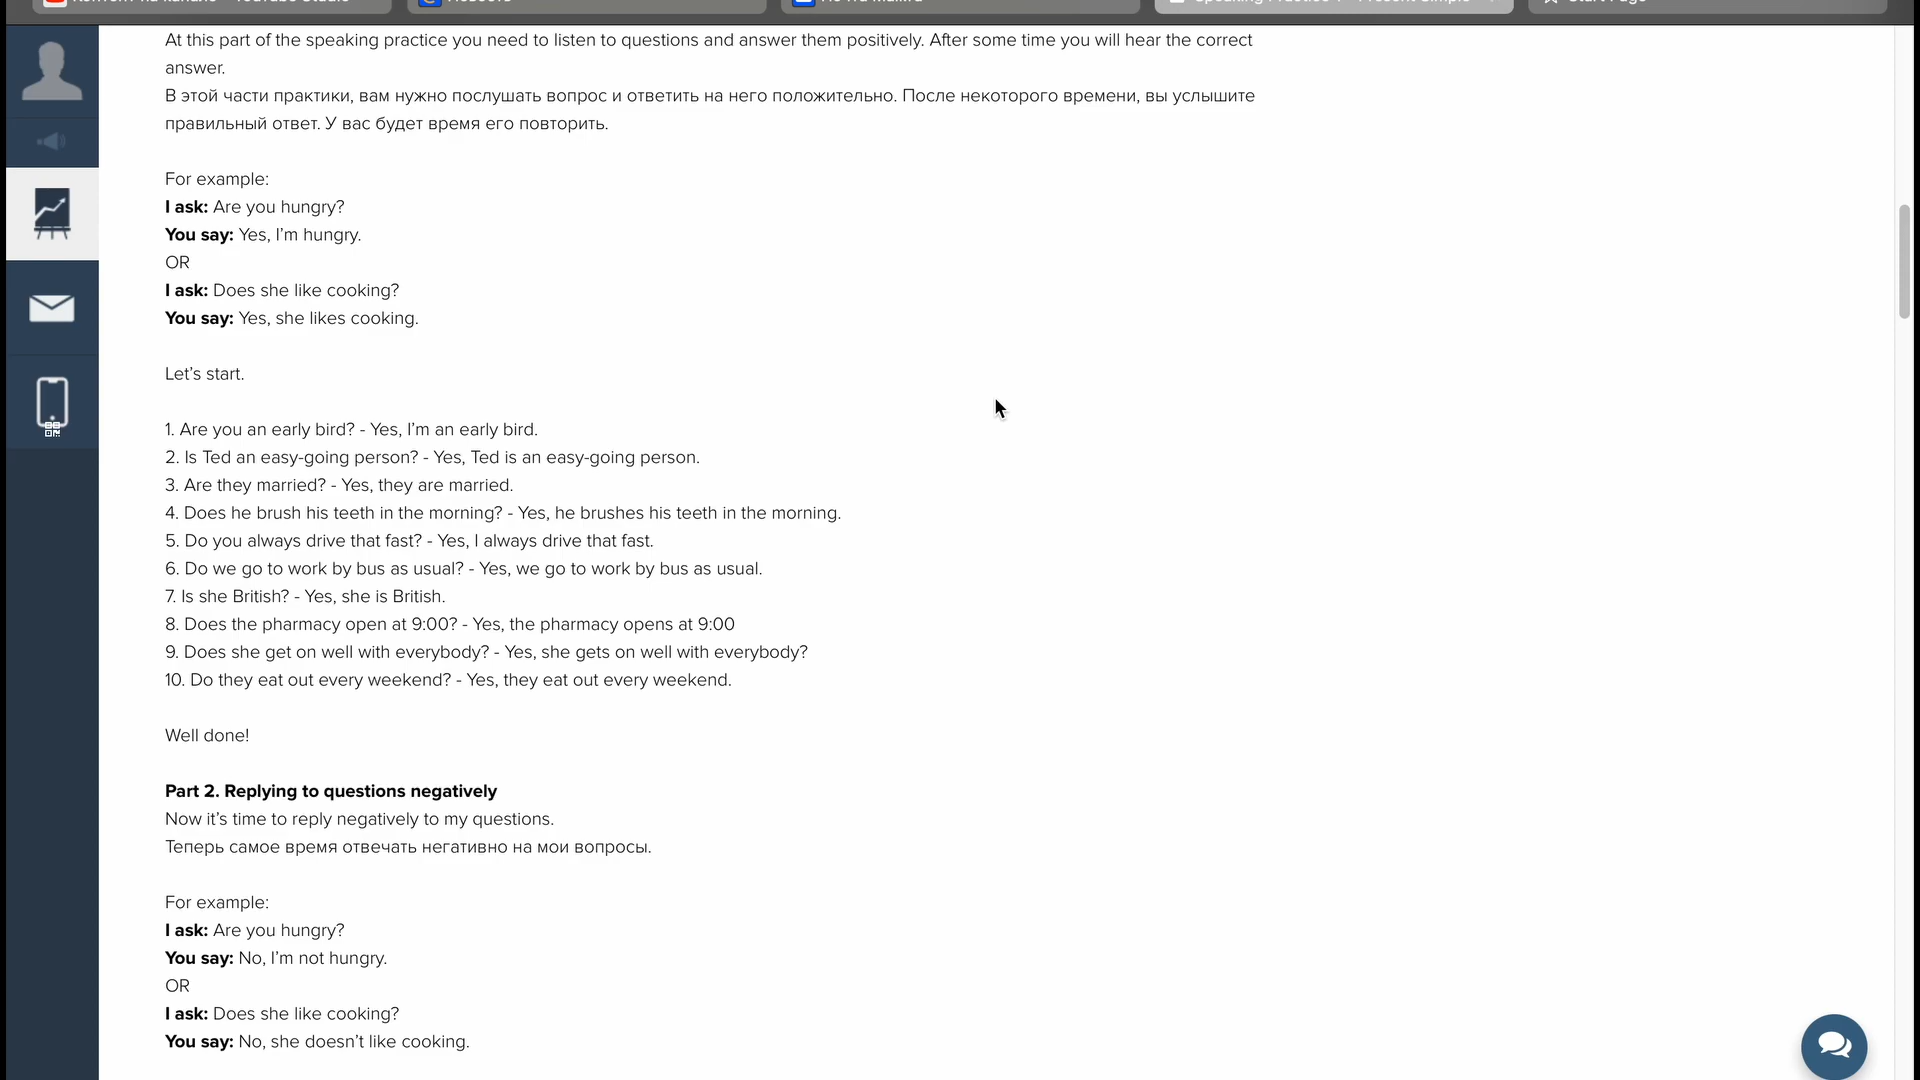 At this part of the speaking practice you need to listen to questions and answer them positively. After some time you will hear the correct
answer.
В этой части практики, вам нужно послушать вопрос и ответить на него положительно. После некоторого времени, вы услышите
правильный ответ. У вас будет время его повторить.
For example:
I ask: Are you hungry?
You say: Yes, I’m hungry.
OR
I ask: Does she like cooking?
You say: Yes, she likes cooking.
Let’s start.
1. Are you an early bird? - Yes, I’m an early bird.
2. Is Ted an easy-going person? - Yes, Ted is an easy-going person.
3. Are they married? - Yes, they are married.
4. Does he brush his teeth in the morning? - Yes, he brushes his teeth in the morning.
5. Do you always drive that fast? - Yes, I always drive that fast.
6. Do we go to work by bus as usual? - Yes, we go to work by bus as usual.
7. Is she British? - Yes, she is British.
8. Does the pharmacy open at 9:00? - Yes, the pharmacy opens at 9:00
9. Does she get on well with everybody? - Yes, she gets on well with everybody?
10. Do they eat out every weekend? - Yes, they eat out every weekend.
Well done!
Part 2. Replying to questions negatively
Now it’s time to reply negatively to my questions.
Теперь самое время отвечать негативно на мои вопросы.
For example:
I ask: Are you hungry?
You say: No, I’m not hungry.
OR
I ask: Does she like cooking?
You say: No, she doesn’t like cooking.